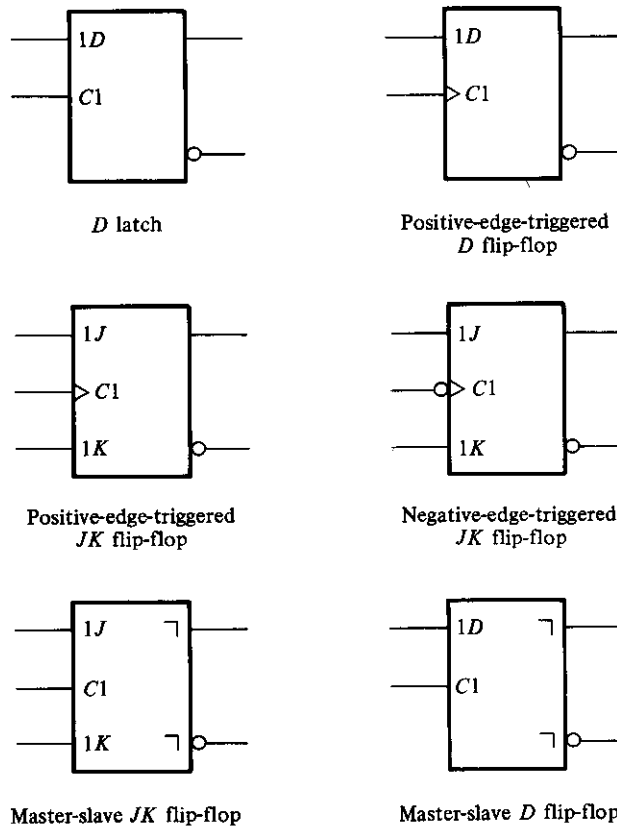 1D
C1
D latch
1D
C1
Positive-edge-triggered
D flip-flop
1J
C1
1K
Positive-edge-triggered
JK flip-flop
1J
C1
1K
Negative-edge-triggered
JK flip-flop
1J
C1
1K
Master-slave JK flip-flop
1D
C1
Master-slave D flip-flop